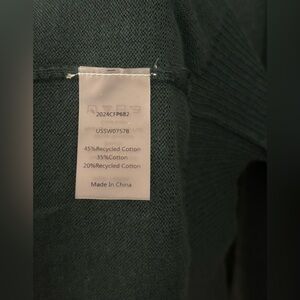 2024CFP682
USSW07578
45%Recycled Cotton
35%Cotton
20%Recycled Cotton
Made In China